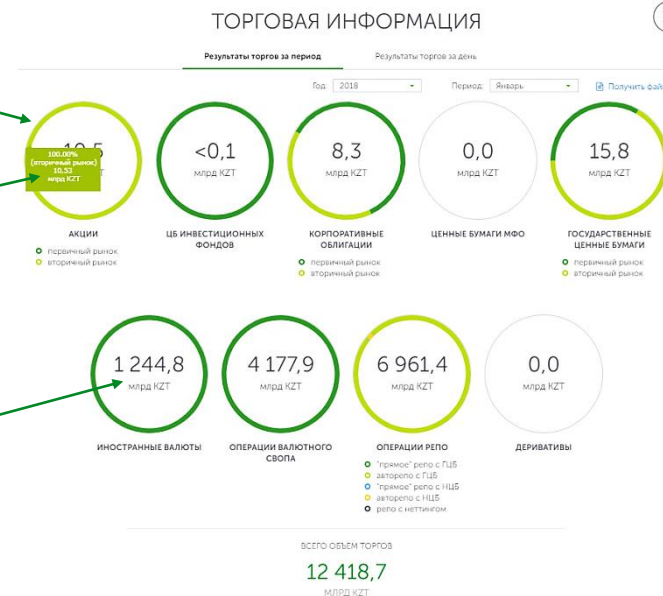 ТОРГОВАЯ ИНФОРМАЦИЯ
Результаты торгов за период
Результаты торгов за день
Год: 2018
Период: Январь
Получить файл
100.00%
(вторичный рынок)
10,53
млрд KZT
<0,1
млрд KZT
8,3
млрд KZT
0,0
млрд KZT
15,8
млрд KZT
АКЦИИ
первичный рынок
вторичный рынок
ЦБ ИНВЕСТИЦИОННЫХ
ФОНДОВ
КОРПОРАТИВНЫЕ
ОБЛИГАЦИИ
первичный рынок
вторичный рынок
ЦЕННЫЕ БУМАГИ МФО
ГОСУДАРСТВЕННЫЕ
ЦЕННЫЕ БУМАГИ
первичный рынок
вторичный рынок
1 244,8
млрд KZT
4 177,9
млрд KZT
6 961,4
млрд KZT
0,0
млрд KZT
ИНОСТРАННЫЕ ВАЛЮТЫ
ОПЕРАЦИИ ВАЛЮТНОГО
СВОПА
ОПЕРАЦИИ РЕПО
"прямое" репо с ГЦБ
авторепо с ГЦБ
"прямое" репо с НЦБ
авторепо с НЦБ
репо с неттингом
ДЕРИВАТИВЫ
ВСЕГО ОБЪЕМ ТОРГОВ
12 418,7
МЛРД KZT